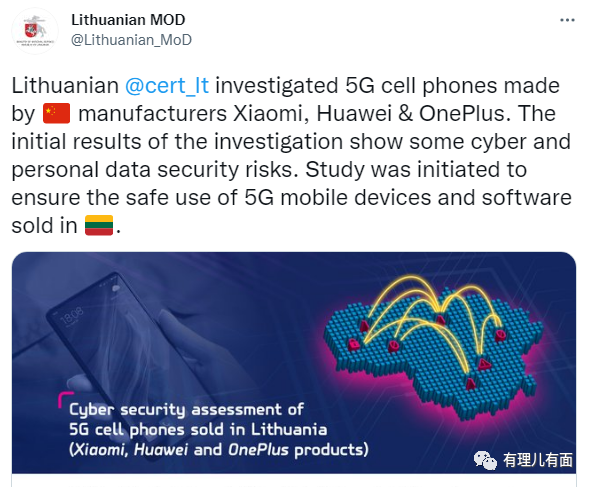 Lithuanian MOD
@Lithuanian_MoD
Lithuanian @cert_lt investigated 5G cell phones made
by 🇨🇳 manufacturers Xiaomi, Huawei & OnePlus. The
initial results of the investigation show some cyber and
personal data security risks. Study was initiated to
ensure the safe use of 5G mobile devices and software
sold in 🇱🇹.
18:08
Cyber security assessment of
5G cell phones sold in Lithuania
(Xiaomi, Huawei and OnePlus products)
有理儿有面